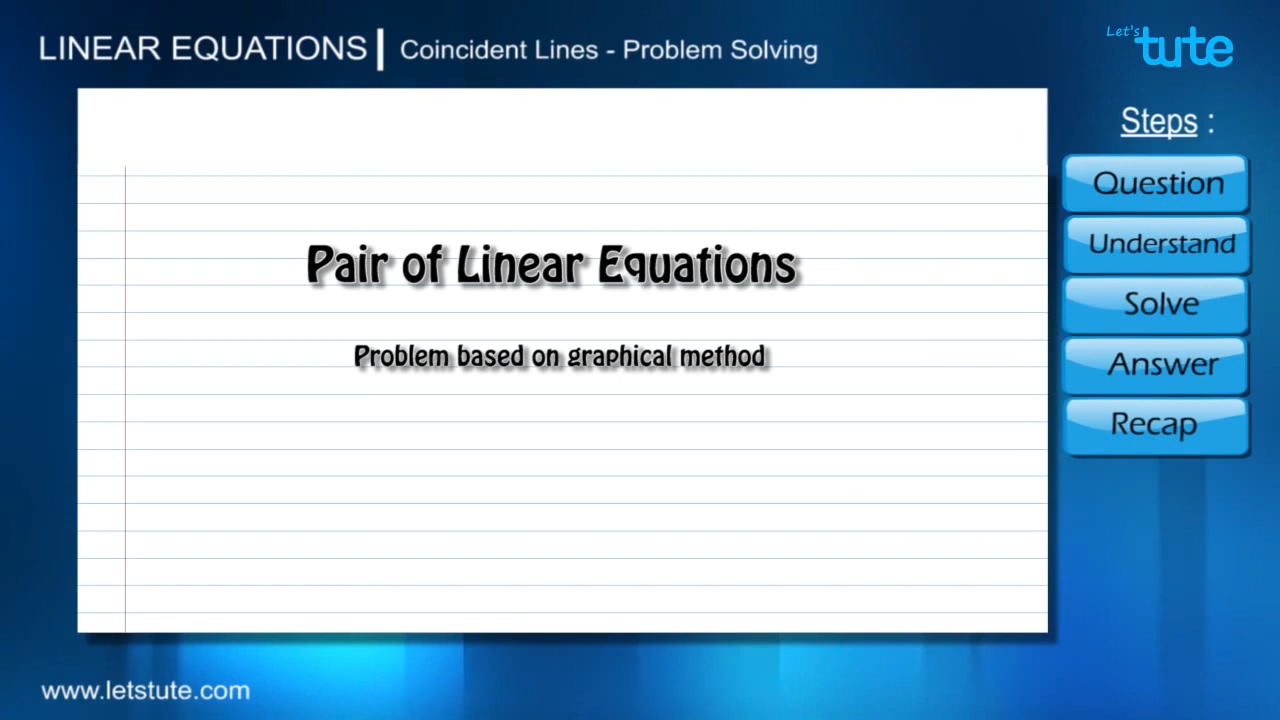 LINEAR EQUATIONS | Coincident Lines - Problem Solving
Let's tute
Steps :
Question
Understand
Solve
Answer
Recap
Pair of Linear Equations
Problem based on graphical method
www.letstute.com